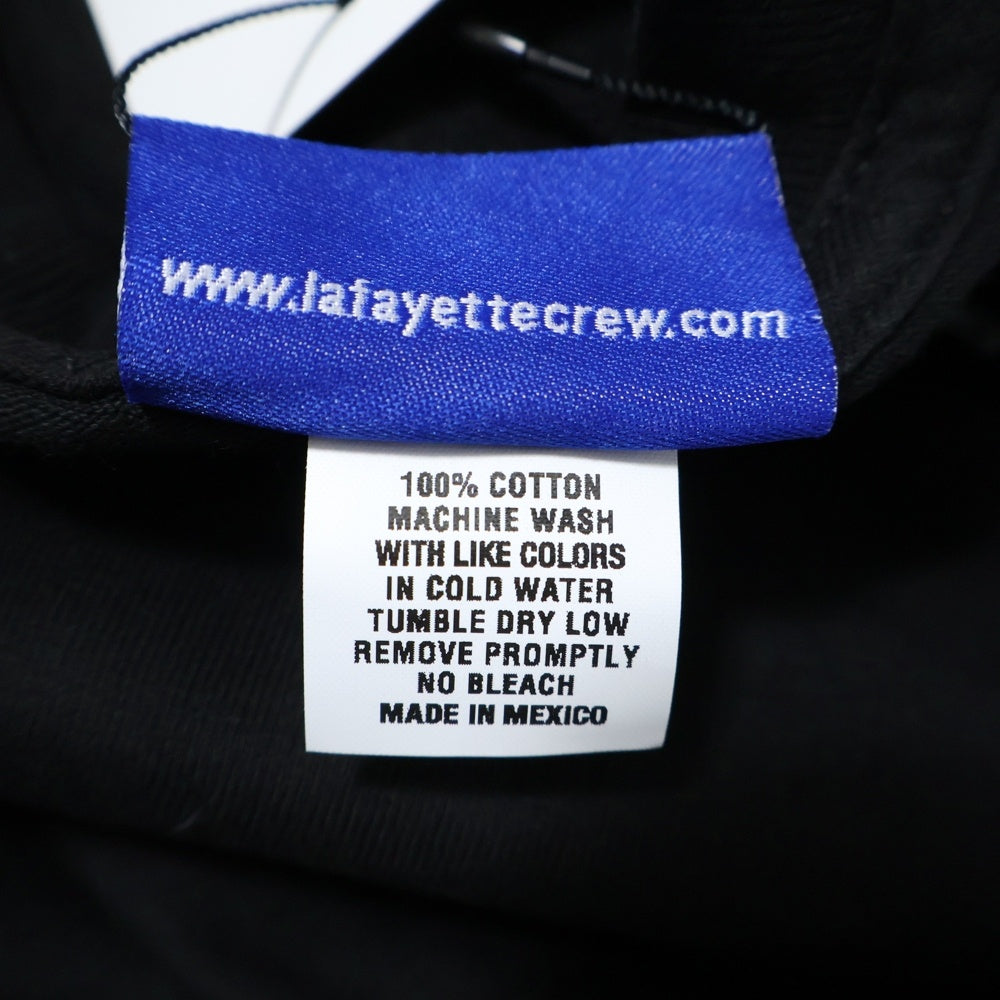 www.lafayettecrew.com
100% COTTON
MACHINE WASH
WITH LIKE COLORS
IN COLD WATER
TUMBLE DRY LOW
REMOVE PROMPTLY
NO BLEACH
MADE IN MEXICO